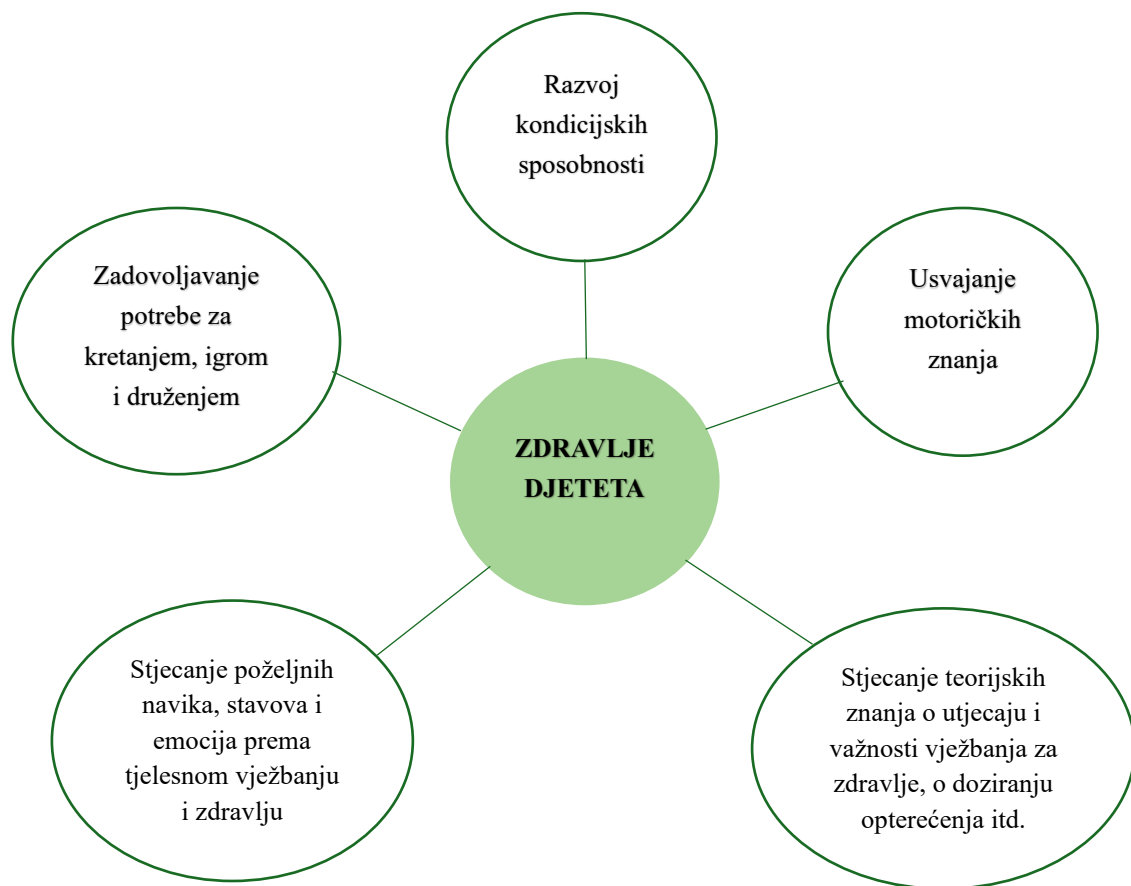 Razvoj
kondicijskih
sposobnosti
Zadovoljavanje
potrebe za
kretanjem, igrom
i druženjem
Usvajanje
motoričkih
znanja
ZDRAVLJE
DJETETA
Stjecanje poželjnih
navika, stavova i
emocija prema
tjelesnom vježbanju
i zdravlju
Stjecanje teorijskih
znanja o utjecaju i
važnosti vježbanja za
zdravlje, o doziranju
opterećenja itd.